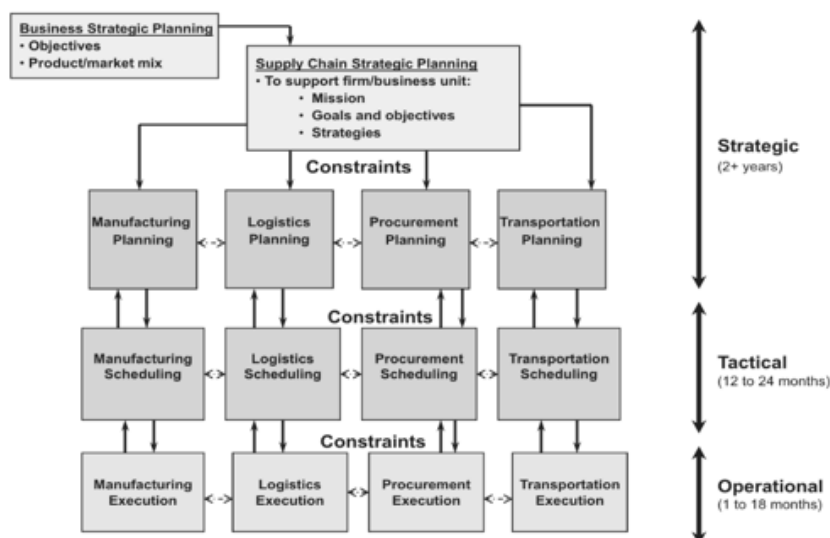 Business Strategic Planning
• Objectives
• Product/market mix
Supply Chain Strategic Planning
• To support firm/business unit:
• Mission
• Goals and objectives
• Strategies
Strategic
(2+ years)
Constraints
Manufacturing
Planning
Logistics
Planning
Procurement
Planning
Transportation
Planning
Constraints
Manufacturing
Scheduling
Logistics
Scheduling
Procurement
Scheduling
Transportation
Scheduling
Tactical
(12 to 24 months)
Constraints
Manufacturing
Execution
Logistics
Execution
Procurement
Execution
Transportation
Execution
Operational
(1 to 18 months)